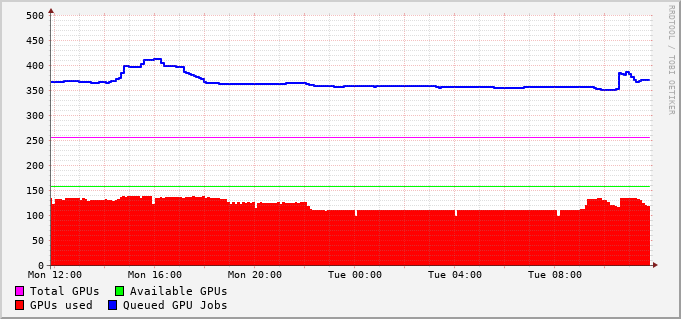 500
450
400
350
300
250
200
150
100
50
0
Mon 12:00 Mon 16:00 Mon 20:00 Tue 00:00 Tue 04:00 Tue 08:00
Total GPUs Available GPUs
GPUs used Queued GPU Jobs
RRDTOOL / TOBI OETIKER